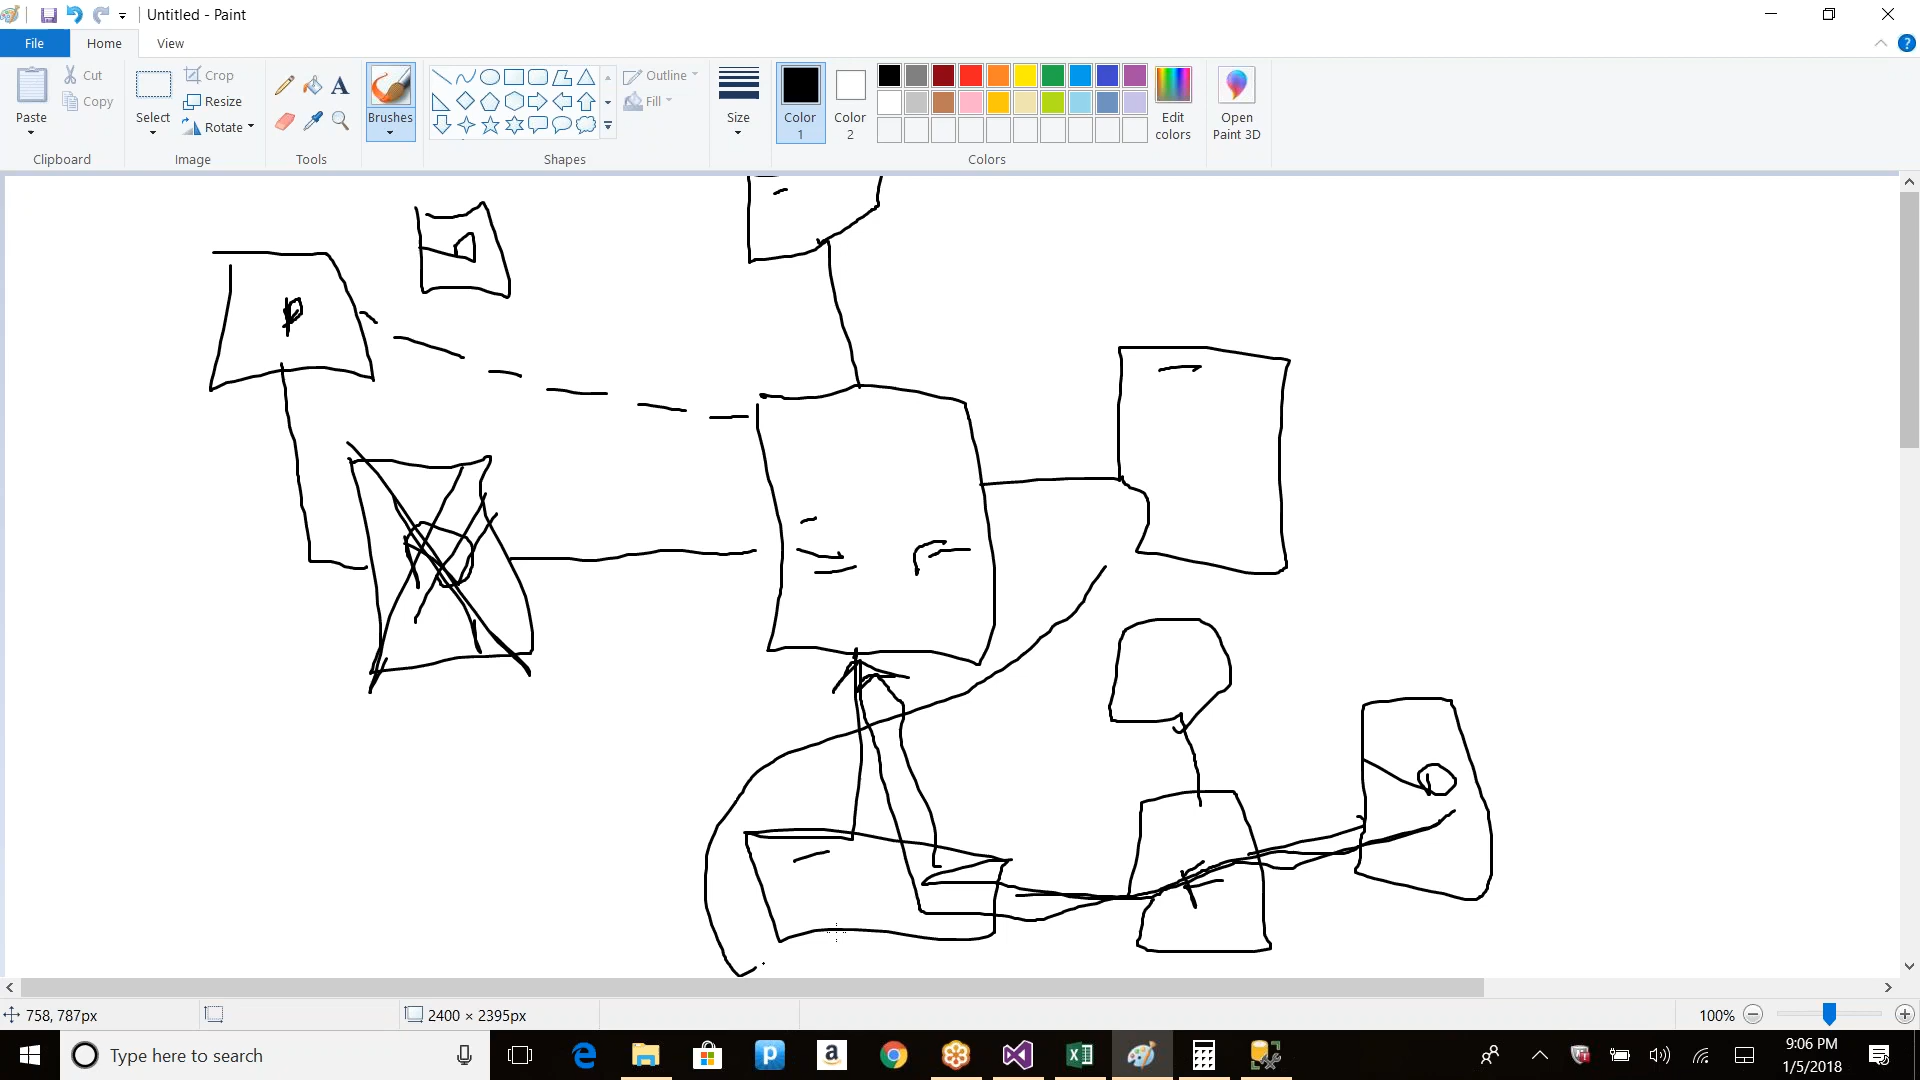 Untitled - Paint
File
Home
View
Paste
Cut
Copy
Clipboard
Select
Crop
Resize
Rotate
Image
A
Tools
Brushes
Outline
Fill
Shapes
Size
Color
1
Color
2
Edit
colors
Open
Paint 3D
Colors
758, 787px
2400 × 2395px
100%
Type here to search
9:06 PM
1/5/2018